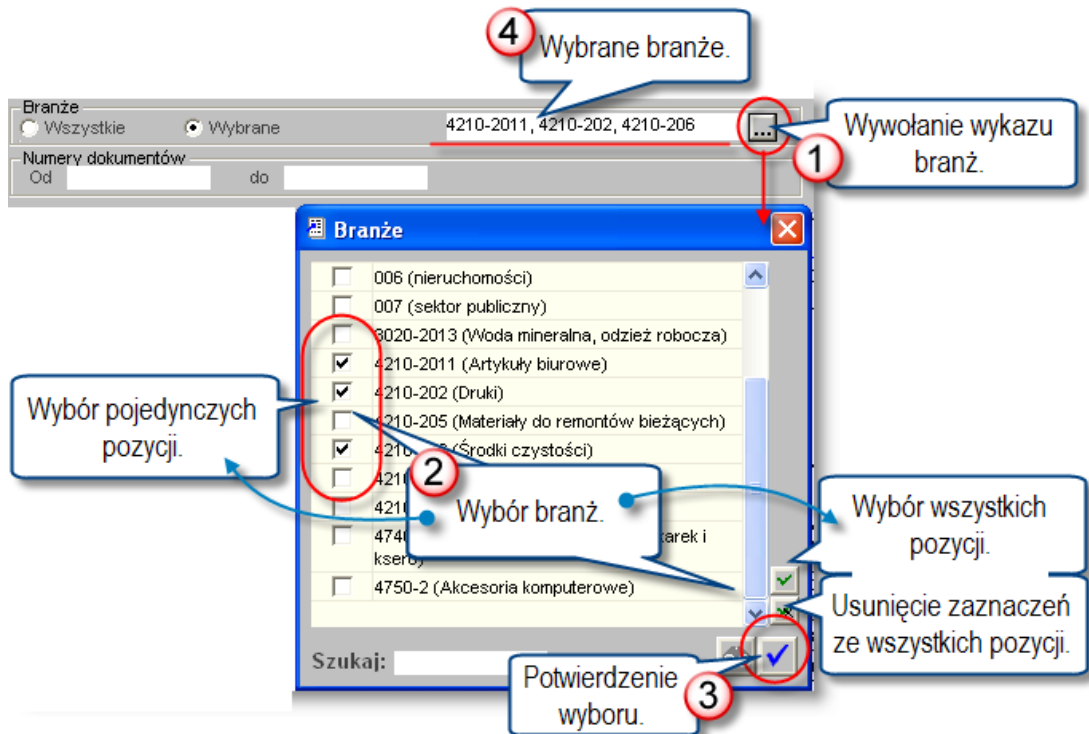 4
Wybrane branże.
Branże
Wszystkie
Wybrane
4210-2011, 4210-202, 4210-206
...
Wywołanie wykazu
branż.
1
Numery dokumentów
Od
do
Branże
006 (nieruchomości)
007 (sektor publiczny)
3020-2013 (Woda mineralna, odzież robocza)
4210-2011 (Artykuły biurowe)
4210-202 (Druki)
4210-205 (Materiały do remontów bieżących)
(Środki czystości)
Wybór pojedynczych
pozycji.
2
Wybór branż.
ksero)
4750-2 (Akcesoria komputerowe)
Wybór wszystkich
pozycji.
Usunięcie zaznaczeń
ze wszystkich pozycji.
Szukaj:
Potwierdzenie
wyboru.
3